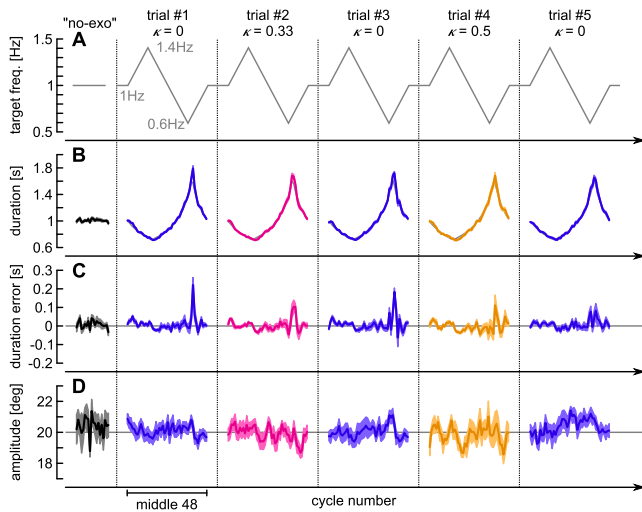 "no-exo" trial #1 trial #2 trial #3 trial #4 trial #5
κ = 0 κ = 0.33 κ = 0 κ = 0.5 κ = 0
A
target freq. [Hz]
1.5
1
0.5
1.4Hz
1Hz
0.6Hz
B
duration [s]
1.8
1.4
1
0.6
C
duration error [s]
0.3
0.2
0.1
0
-0.1
-0.2
D
amplitude [deg]
22
20
18
middle 48
cycle number